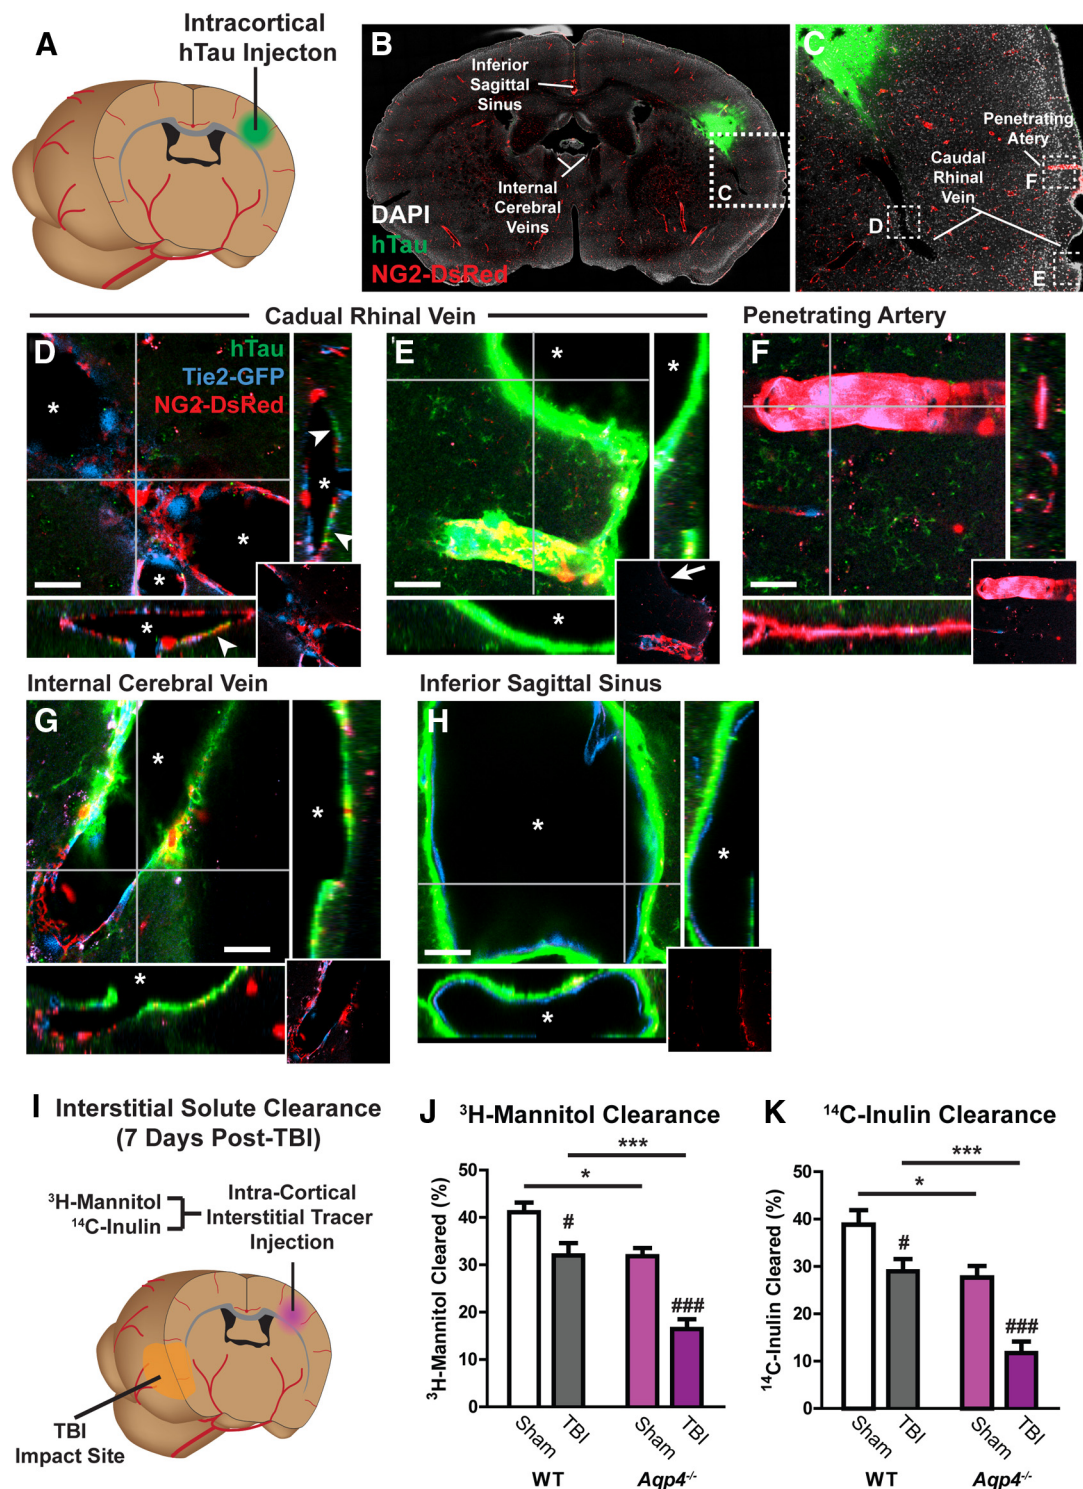 A
Intracortical
hTau Injecton
B
Inferior
Sagittal
Sinus
Internal
Cerebral
Veins
C
DAPI
hTau
NG2-DsRed
C
Penetrating
Atery
F
Caudal
Rhinal
Vein
D
E
Cadual Rhinal Vein
Penetrating Artery
D
hTau
Tie2-GFP
NG2-DsRed
*
*
*
*
*
E
*
*
*
F
Internal Cerebral Vein
Inferior Sagittal Sinus
G
*
*
*
H
*
*
*
I Interstitial Solute Clearance
(7 Days Post-TBI)
³H-Mannitol
¹⁴C-Inulin
Intra-Cortical
Interstitial Tracer
Injection
TBI
Impact Site
J ³H-Mannitol Clearance
³H-Mannitol Cleared (%)
50
40
30
20
10
0
***
*
#
###
Sham
TBI
Sham
TBI
WT
Aqp4⁻/⁻
K ¹⁴C-Inulin Clearance
¹⁴C-Inulin Cleared (%)
50
40
30
20
10
0
***
*
#
###
Sham
TBI
Sham
TBI
WT
Aqp4⁻/⁻